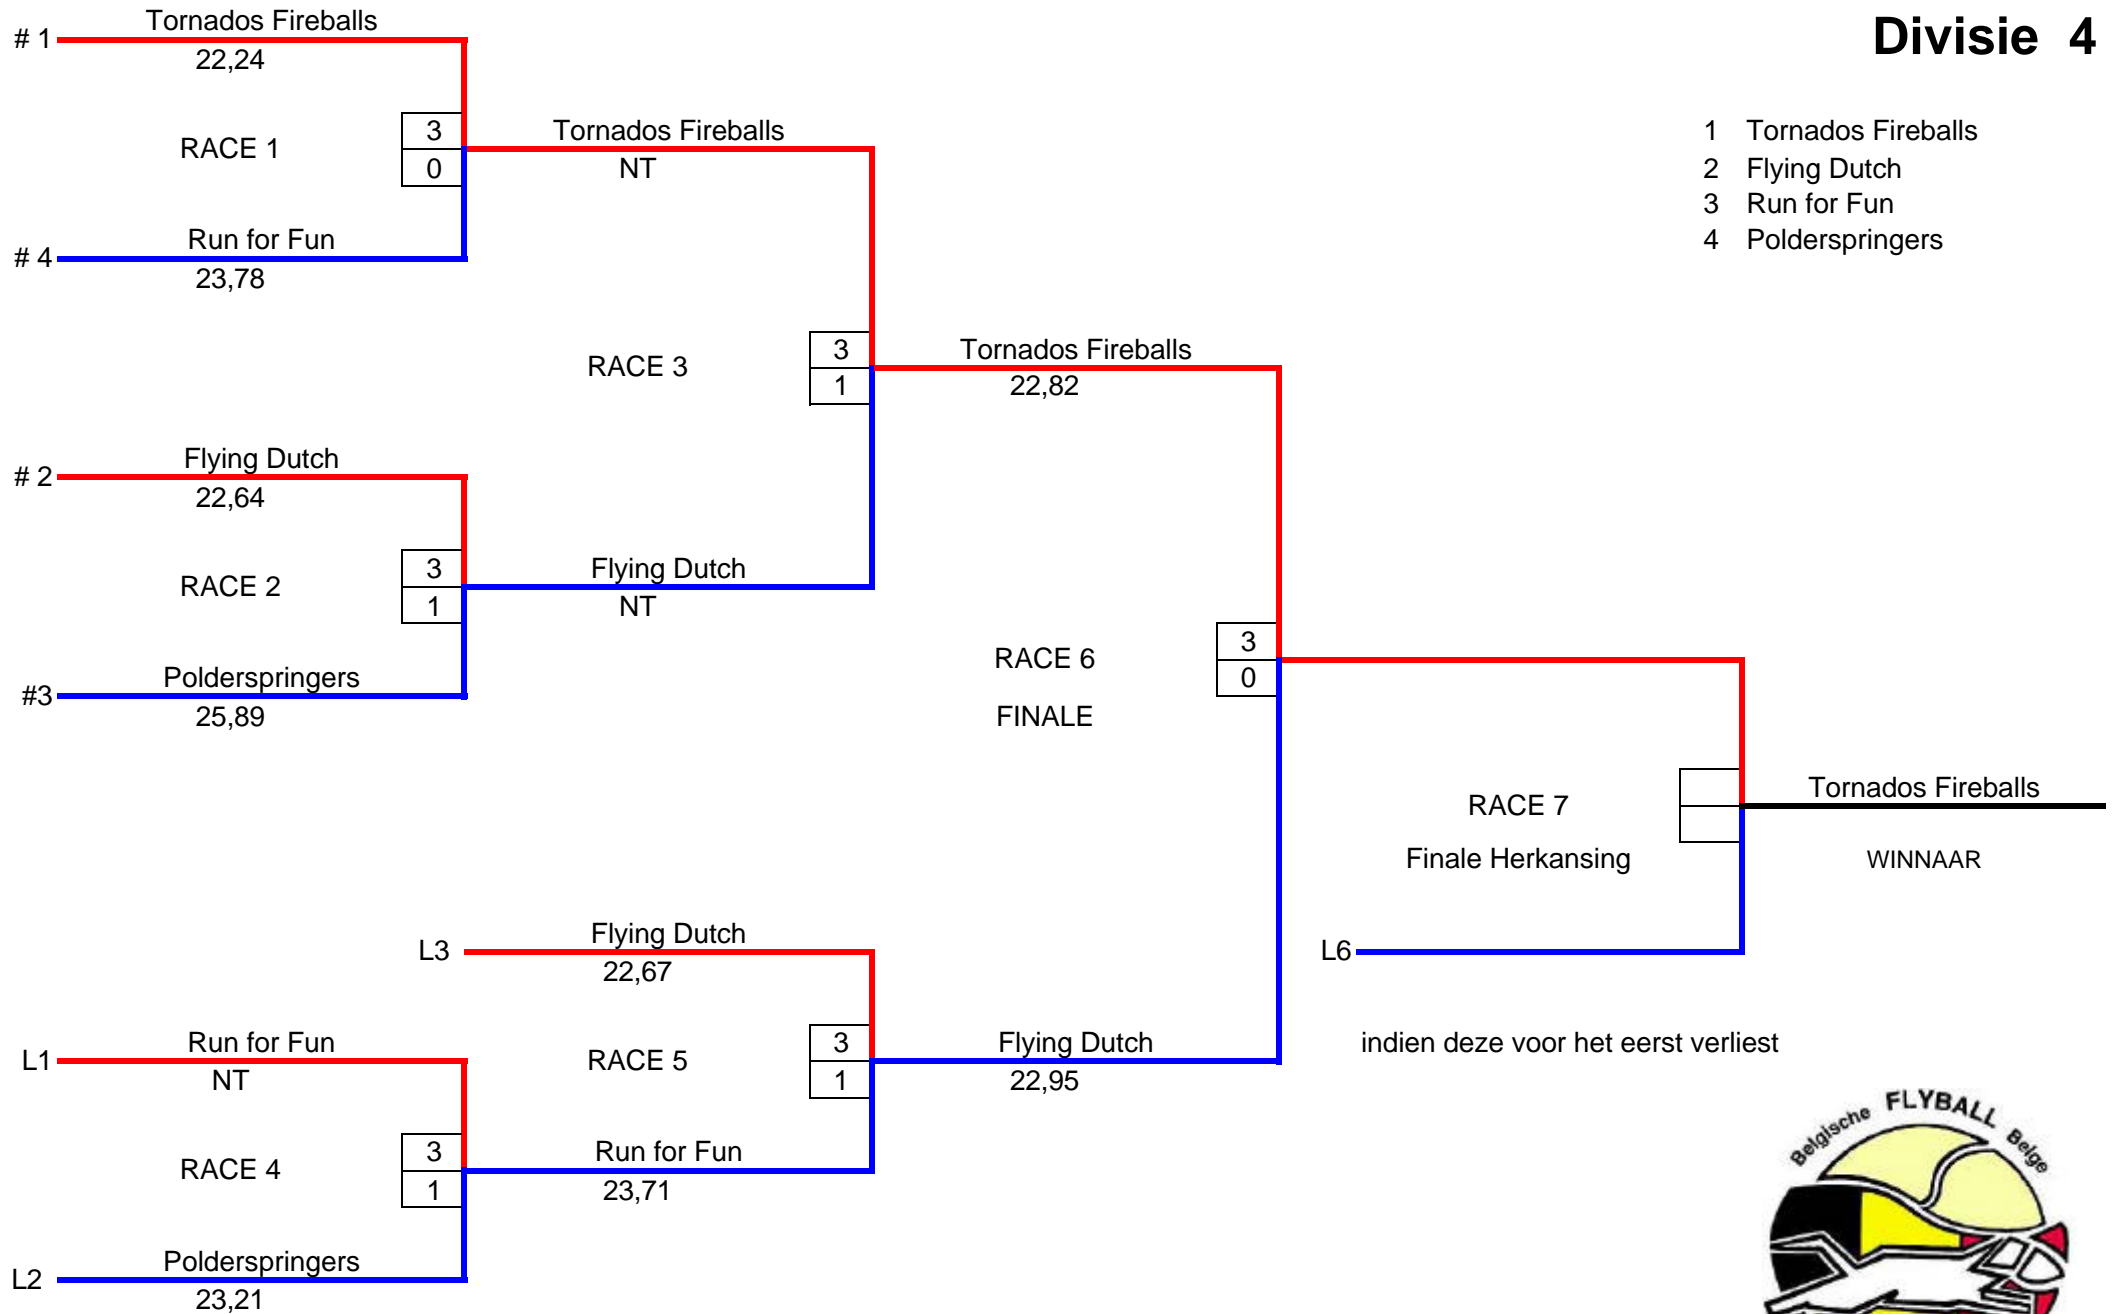 Divisie 4
1 Tornados Fireballs
2 Flying Dutch
3 Run for Fun
4 Polderspringers
# 1
Tornados Fireballs
22,24
RACE 1
3
0
# 4
Run for Fun
23,78
# 2
Flying Dutch
22,64
RACE 2
3
1
#3
Polderspringers
25,89
Tornados Fireballs
NT
RACE 3
3
1
Flying Dutch
NT
L1
Run for Fun
NT
RACE 4
3
1
L2
Polderspringers
23,21
L3
Flying Dutch
22,67
RACE 5
3
1
Run for Fun
23,71
Tornados Fireballs
22,82
RACE 6
FINALE
3
0
Flying Dutch
22,95
RACE 7
Finale Herkansing
L6
indien deze voor het eerst verliest
Tornados Fireballs
WINNAAR
Belgische FLYBALL Belge